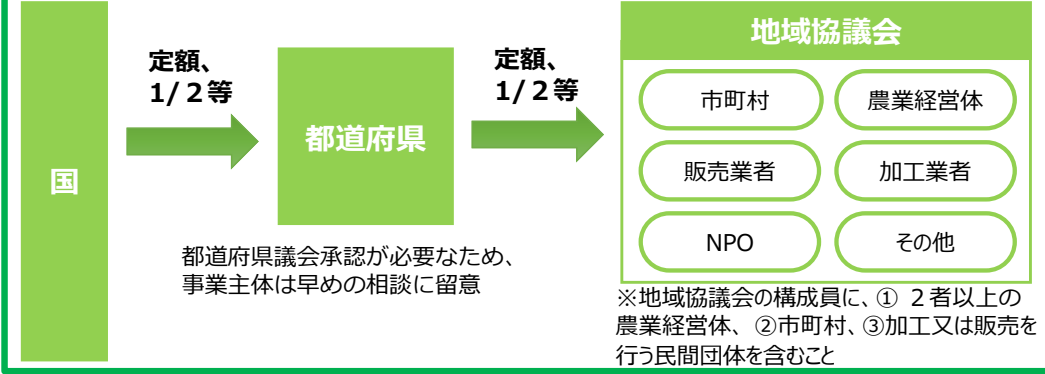 国
定額、
1/２等
都道府県
都道府県議会承認が必要なため、
事業主体は早めの相談に留意
定額、
1/２等
地域協議会
市町村
農業経営体
販売業者
加工業者
NPO
その他
※地域協議会の構成員に、① ２者以上の
農業経営体、②市町村、③加工又は販売を
行う民間団体を含むこと